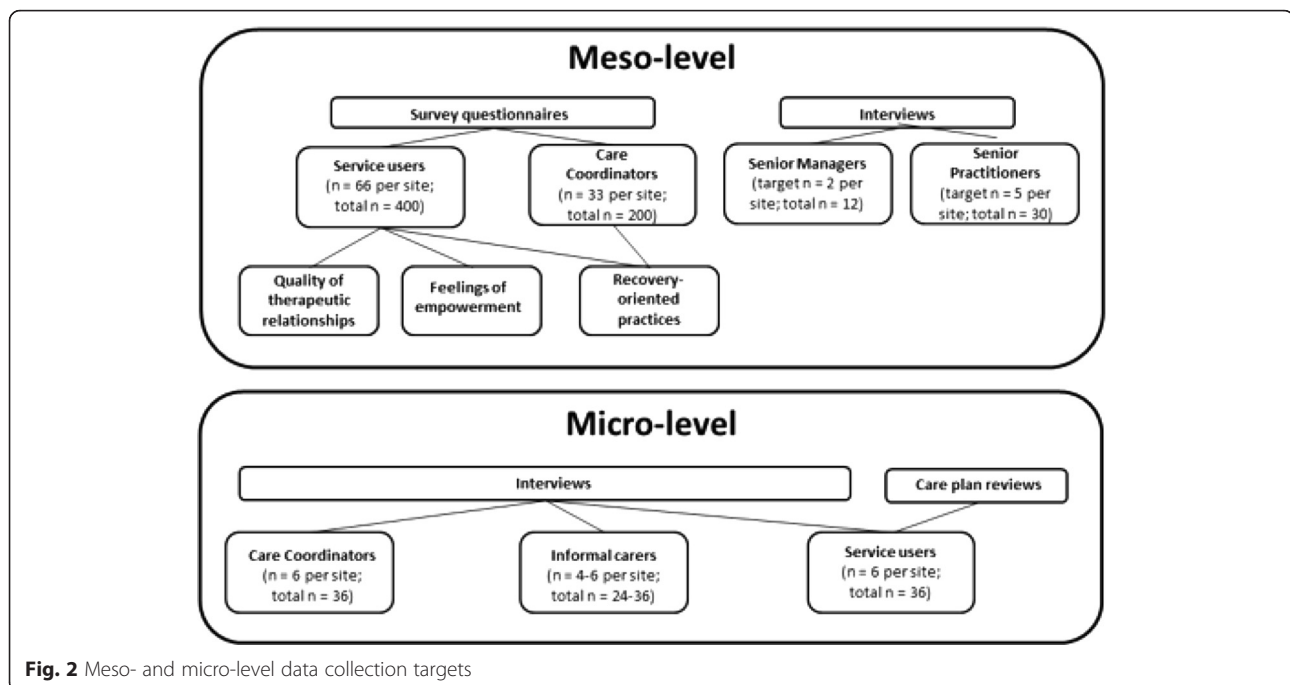 Meso-level
Survey questionnaires
Interviews
Service users
(n = 66 per site;
total n = 400)
Care
Coordinators
(n = 33 per site;
total n = 200)
Senior Managers
(target n = 2 per
site; total n = 12)
Senior
Practitioners
(target n = 5 per
site; total n = 30)
Quality of
therapeutic
relationships
Feelings of
empowerment
Recovery-
oriented
practices
Micro-level
Interviews
Care plan reviews
Care Coordinators
(n = 6 per site;
total n = 36)
Informal carers
(n = 4-6 per site;
total n = 24-36)
Service users
(n = 6 per site;
total n = 36)
Fig. 2 Meso- and micro-level data collection targets